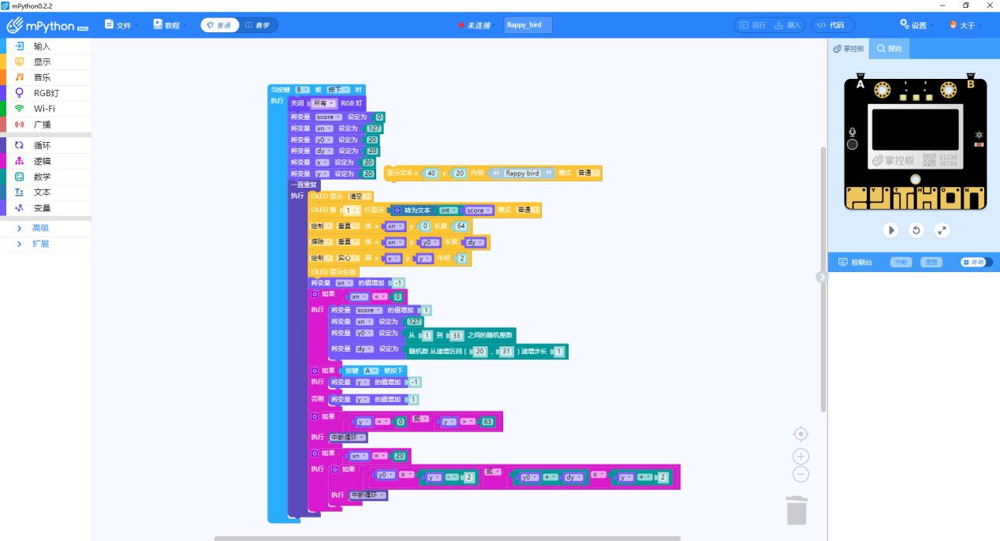 mPython0.2.2
mPython Beta 文件 教程 普通 教学 未连接 flappy_bird 运行 刷入 代码 设置 大于
输入
显示
音乐
RGB灯
Wi-Fi
广播
循环
逻辑
数学
文本
变量
高级
扩展
当按键 B 被 按下 时
执行 关闭 所有 RGB 灯
将变量 score 设定为 0
将变量 xn 设定为 127
将变量 y0 设定为 20
将变量 dy 设定为 20
将变量 x 设定为 20
将变量 y 设定为 20
显示文本 x 40 y 20 内容 “ flappy bird ” 模式 普通
一直重复
执行 OLED 显示 清空
OLED 第 1 行显示 转为文本 int score 模式 普通
绘制 垂直 线 x xn y 0 长度 64
擦除 垂直 线 x xn y y0 长度 dy
绘制 实心 圆 x x y y 半径 2
OLED 显示生效
将变量 xn 的值增加 -1
如果 xn < 0
执行 将变量 score 的值增加 1
将变量 xn 设定为 127
将变量 y0 设定为 从 1 到 33 之间的随机整数
将变量 dy 设定为 随机数 从递增区间 [ 20 , 31 ) 递增步长 1
如果 按键 A 被按下
执行 将变量 y 的值增加 -1
否则 将变量 y 的值增加 1
如果 y < 0 或 y > 63
执行 中断循环
如果 xn = 20
执行 如果 y0 ≥ y - 2 或 y0 + dy ≤ y + 2
执行 中断循环
掌控板 探究
A B
掌控板 01234
56789
P Y T H O N
控制台 中断 重置 简略